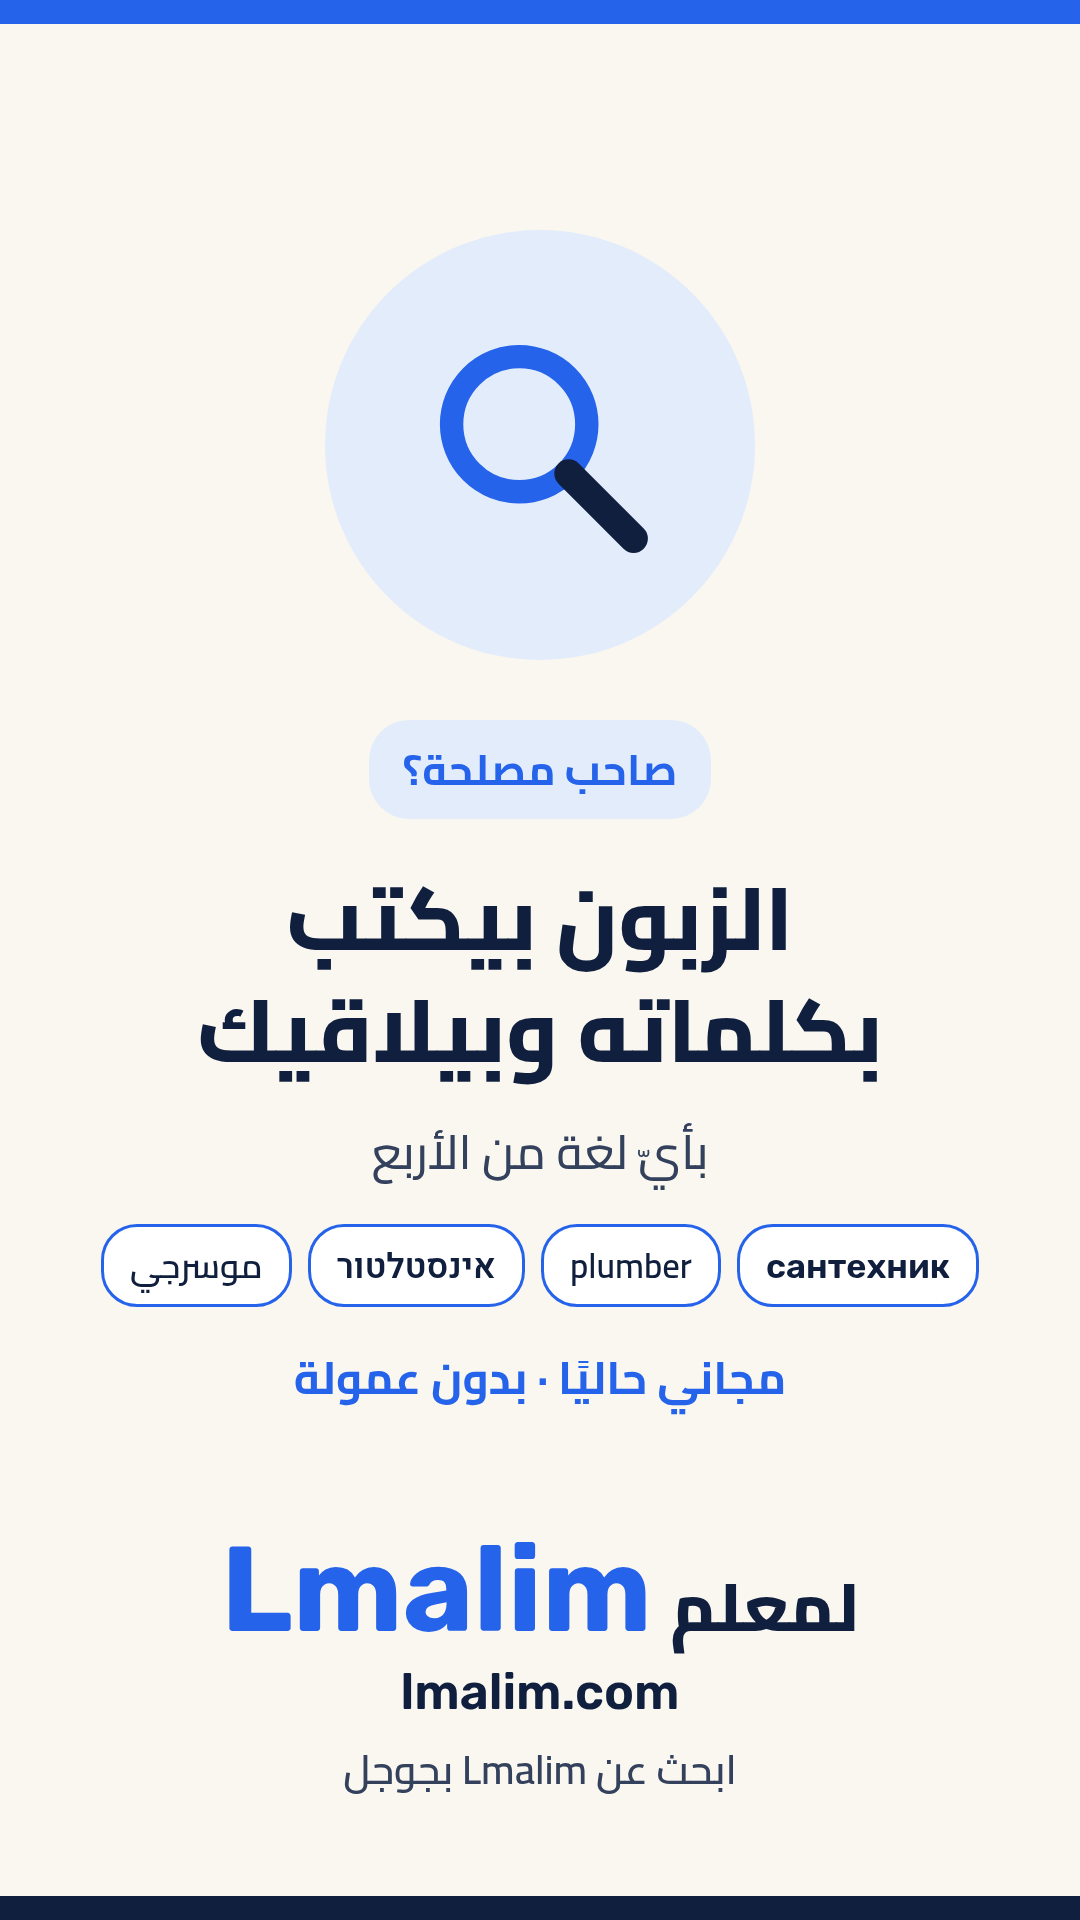 صاحب مصلحة؟
الزبون بيكتب
بكلماته وبيلاقيك
بأيّ لغة من الأربع
موسرجي אינסטלטור plumber сантехник
مجاني حاليًا · بدون عمولة
Lmalim لمعلم
lmalim.com
ابحث عن Lmalim بجوجل